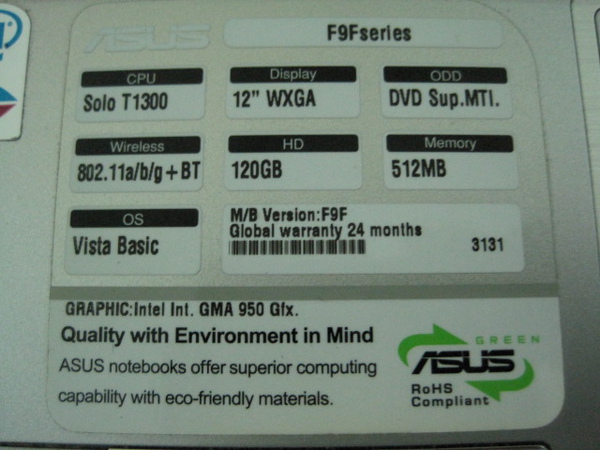 ASUS
F9Fseries
CPU
Solo T1300
Display
12” WXGA
ODD
DVD Sup.MTI.
Wireless
802.11a/b/g+BT
HD
120GB
Memory
512MB
OS
Vista Basic
M/B Version:F9F
Global warranty 24 months
3131
GRAPHIC:Intel Int. GMA 950 Gfx.
Quality with Environment in Mind
ASUS notebooks offer superior computing
capability with eco-friendly materials.
GREEN
ASUS
RoHS
Compliant